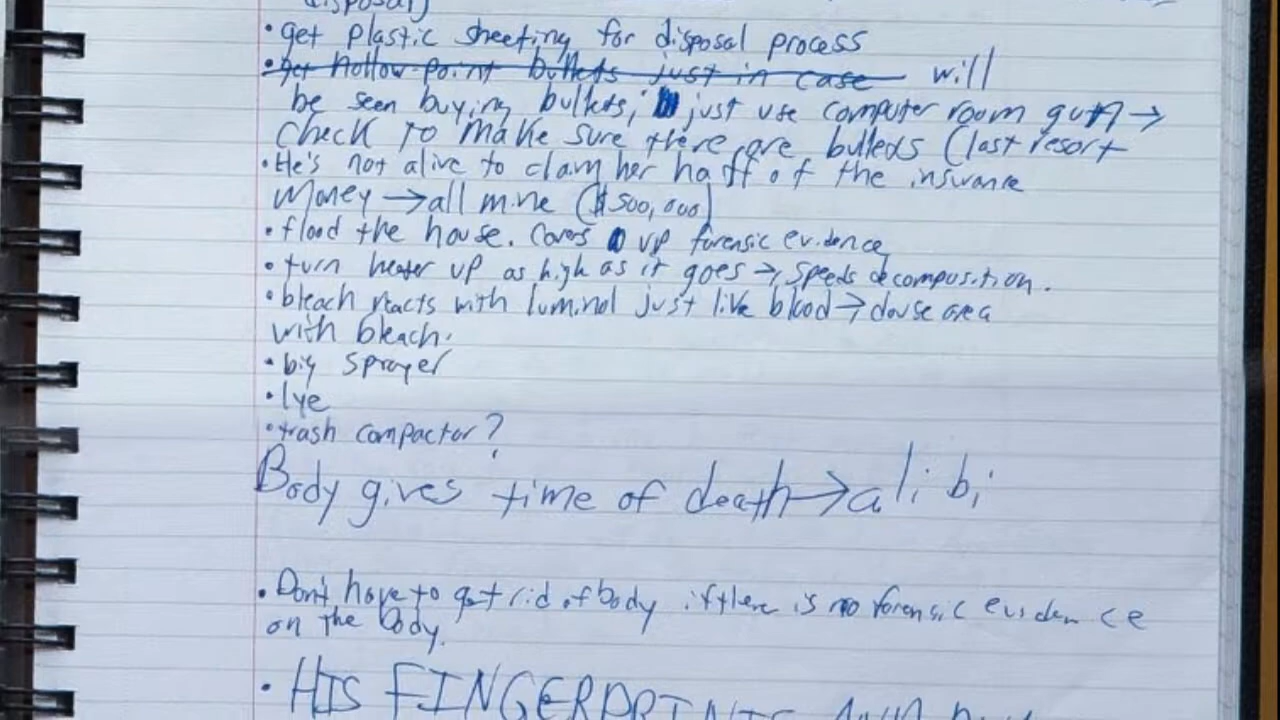 disposal)
• get plastic sheeting for disposal process
• get hollow point bullets just in case will
be seen buying bullets; just use computer room gun →
check to make sure there are bullets (last resort
• He's not alive to clam her half of the insurance
Money → all mine ($500,000)
• flood the house. covers up forensic evidence
• turn heater up as high as it goes → speeds decomposition.
• bleach reacts with luminol just like blood → douse area
with bleach.
• big sprayer
• lye
• trash compactor?
Body gives time of death → alibi
• Don't have to get rid of body if there is no forensic evidence
on the body.
• HIS FINGERPRINTS